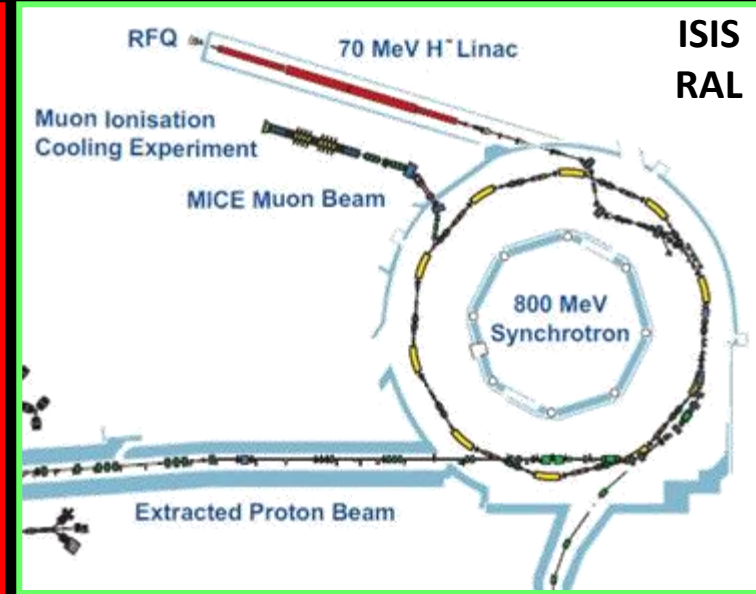 ISIS
RAL
RFQ
70 MeV H⁻ Linac
Muon Ionisation
Cooling Experiment
MICE Muon Beam
800 MeV
Synchrotron
Extracted Proton Beam